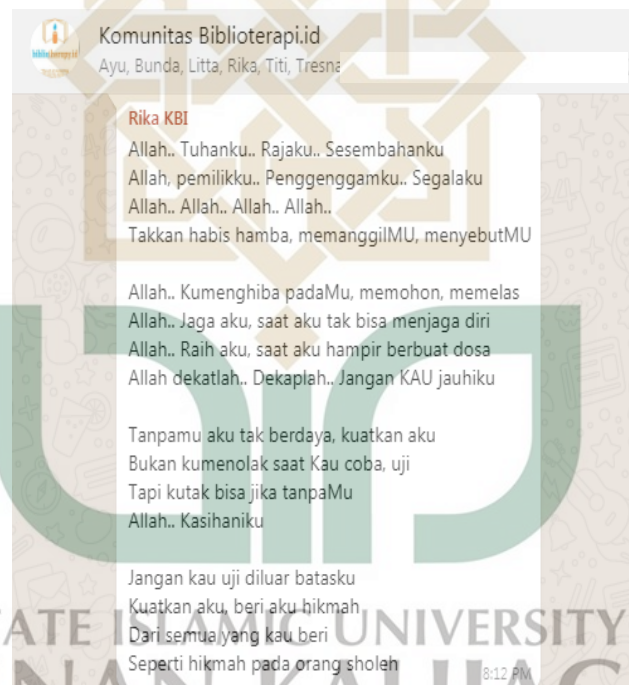 Komunitas Biblioterapi.id
Ayu, Bunda, Litta, Rika, Titi, Tresna
Rika KBI
Allah.. Tuhanku.. Rajaku.. Sesembahanku
Allah, pemilikku.. Penggenggamku.. Segalaku
Allah.. Allah.. Allah.. Allah..
Takkan habis hamba, memanggilMU, menyebutMU
Allah.. Kumenghiba padaMu, memohon, memelas
Allah.. Jaga aku, saat aku tak bisa menjaga diri
Allah.. Raih aku, saat aku hampir berbuat dosa
Allah dekatlah.. Dekaplah.. Jangan KAU jauhiku
Tanpamu aku tak berdaya, kuatkan aku
Bukan kumenolak saat Kau coba, uji
Tapi kutak bisa jika tanpaMu
Allah.. Kasihaniku
Jangan kau uji diluar batasku
Kuatkan aku, beri aku hikmah
Dari semua yang kau beri
Seperti hikmah pada orang sholeh
8:12 PM
ATE ISLAMIC UNIVERSITY